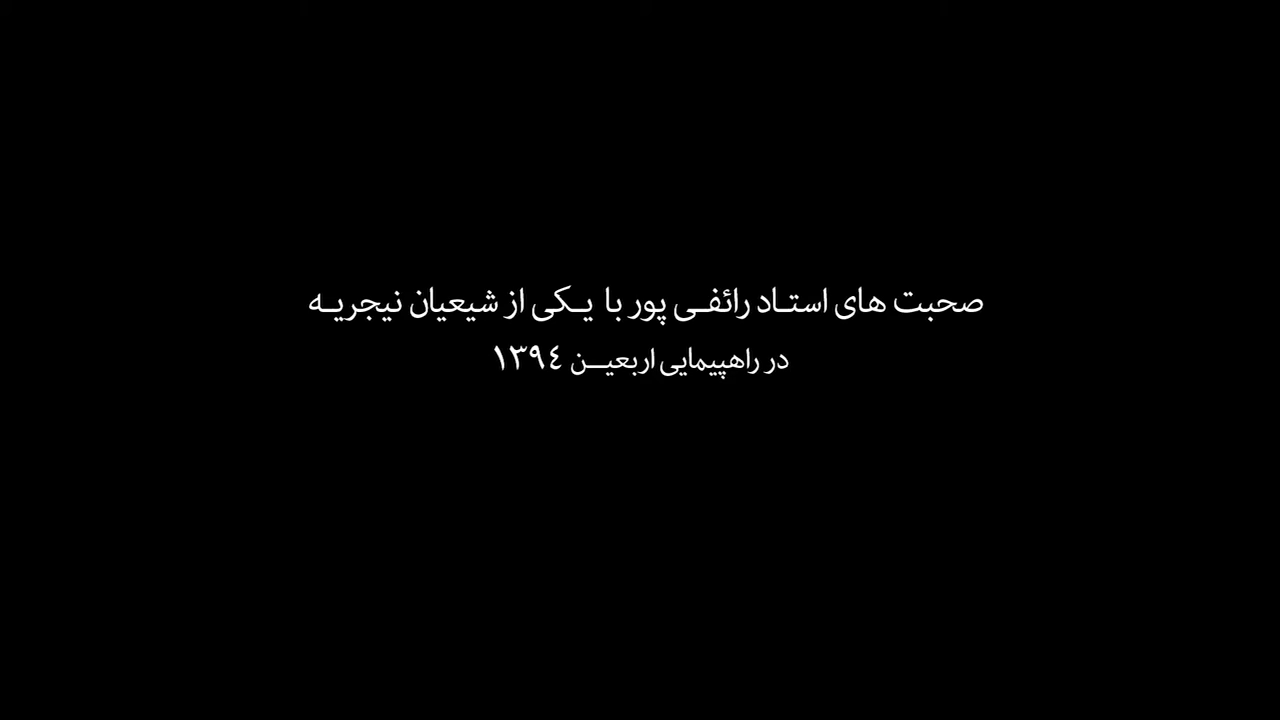 صحبت های استاد رائفی پور با یکی از شیعیان نیجریه
در راهپیمایی اربعین ۱۳۹٤